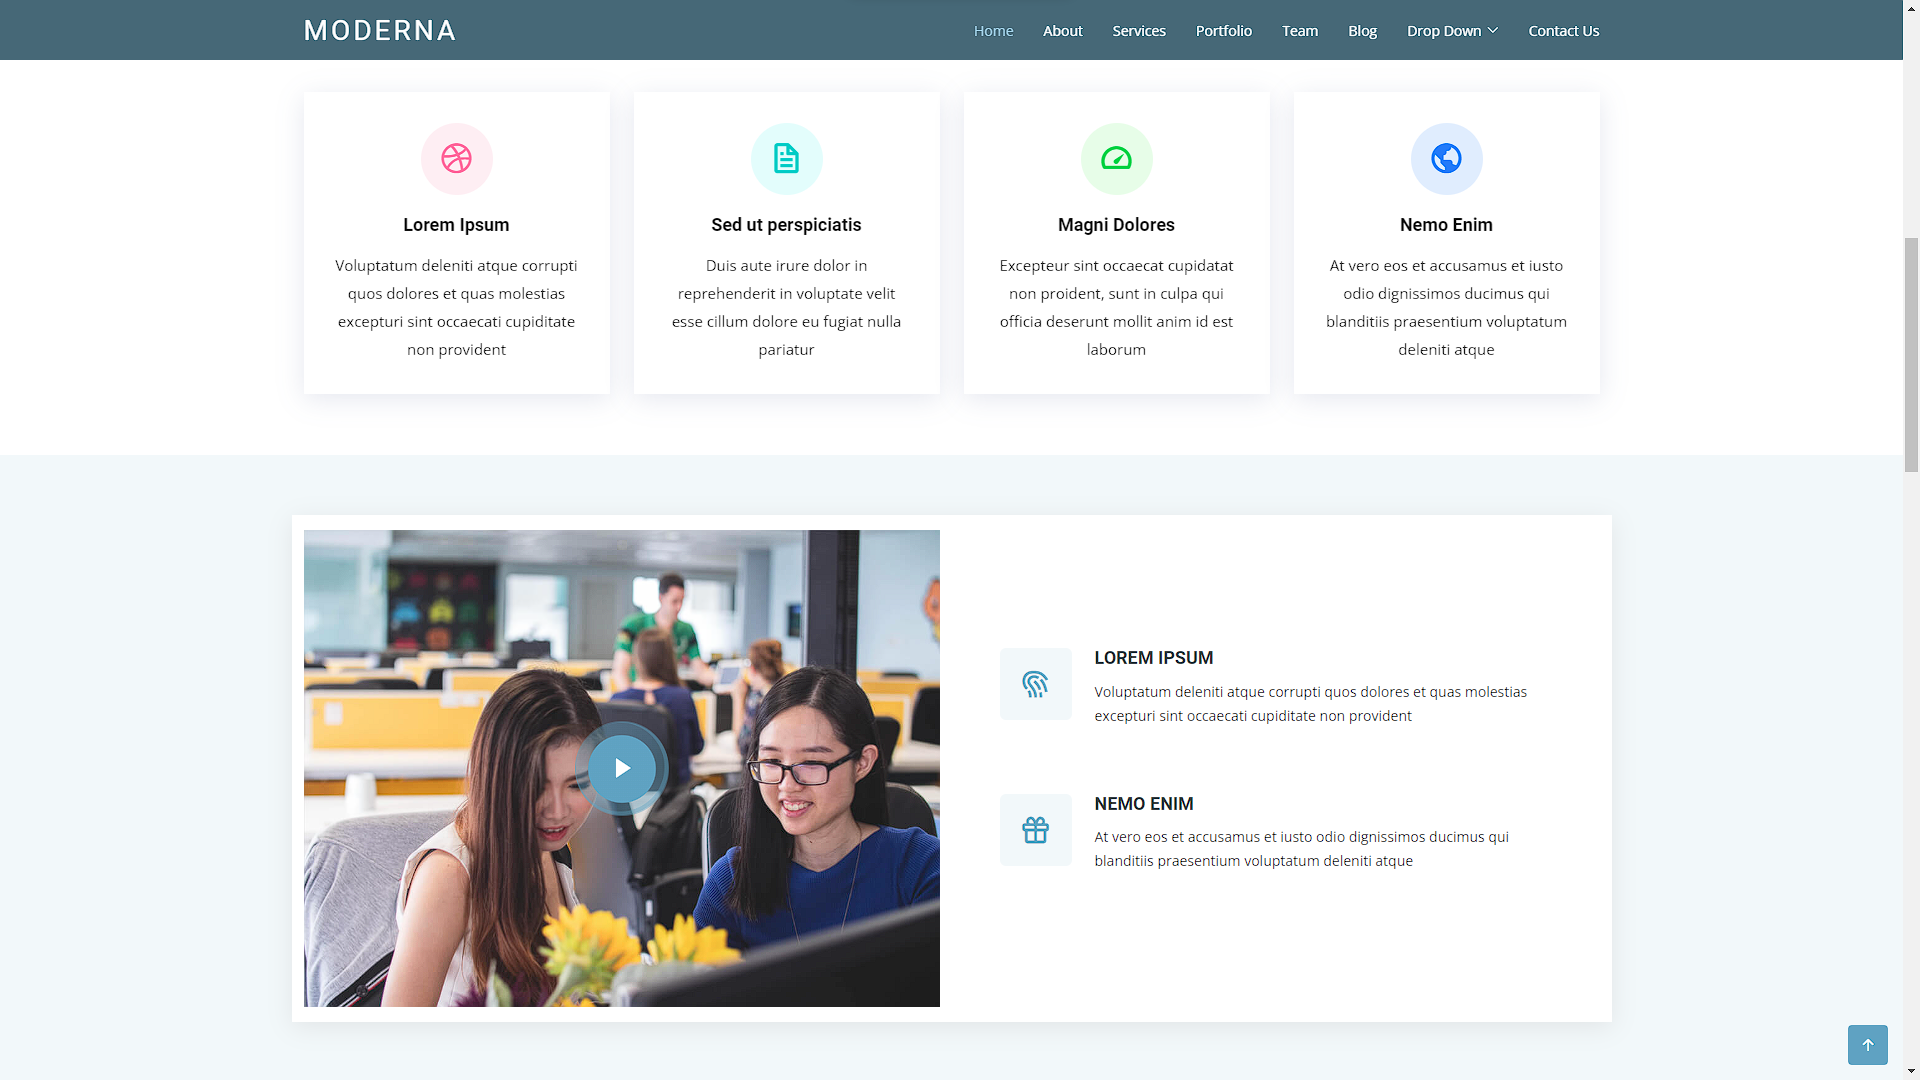 MODERNA
Home About Services Portfolio Team Blog Drop Down Contact Us
Lorem Ipsum
Voluptatum deleniti atque corrupti
quos dolores et quas molestias
excepturi sint occaecati cupiditate
non provident
Sed ut perspiciatis
Duis aute irure dolor in
reprehenderit in voluptate velit
esse cillum dolore eu fugiat nulla
pariatur
Magni Dolores
Excepteur sint occaecat cupidatat
non proident, sunt in culpa qui
officia deserunt mollit anim id est
laborum
Nemo Enim
At vero eos et accusamus et iusto
odio dignissimos ducimus qui
blanditiis praesentium voluptatum
deleniti atque
LOREM IPSUM
Voluptatum deleniti atque corrupti quos dolores et quas molestias
excepturi sint occaecati cupiditate non provident
NEMO ENIM
At vero eos et accusamus et iusto odio dignissimos ducimus qui
blanditiis praesentium voluptatum deleniti atque